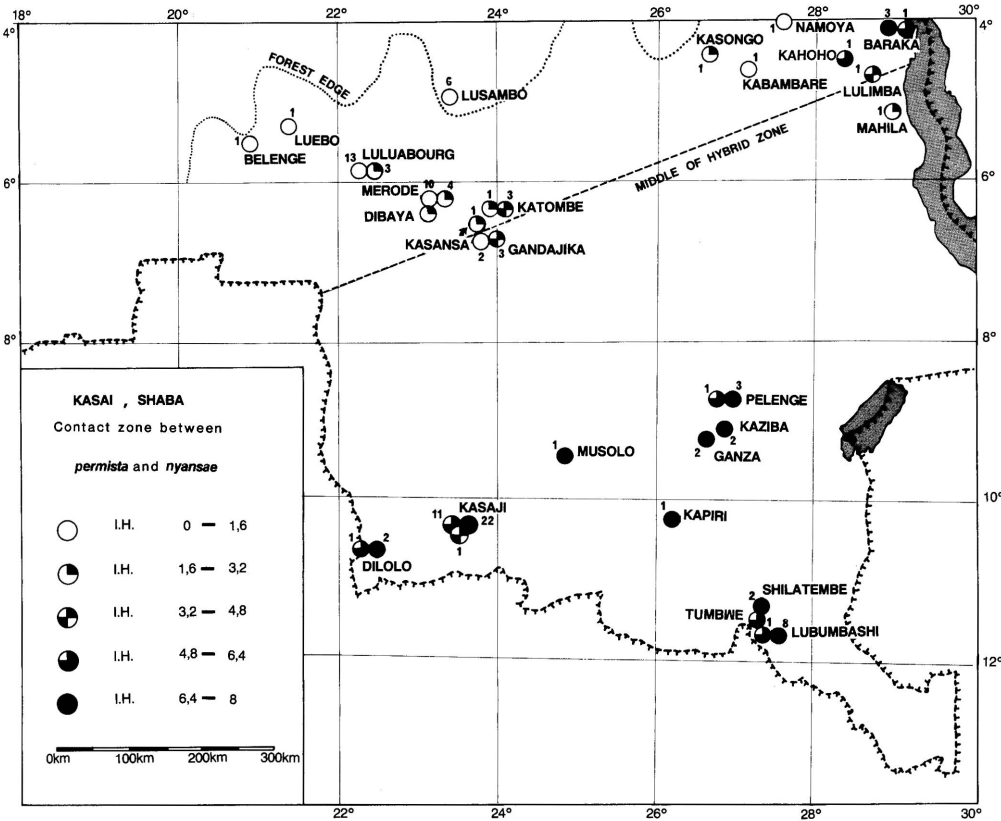 18° 20° 22° 24° 26° 28° 30°
4°
4°
1 NAMOYA
3 1
BARAKA
KASONGO
1
KAHOHO 1
1
KABAMBARE
1
LULIMBA
1
MAHILA
FOREST EDGE
6
LUSAMBO
1
LUEBO
1
BELENGE
MIDDLE OF HYBRID ZONE
13 LULUABOURG
3
6°
6°
MERODE 10 4
DIBAYA
1 3
KATOMBE
1
KASANSA
2
GANDAJIKA
3
8°
8°
KASAI , SHABA
Contact zone between
permista and nyansae
I.H. 0 — 1,6
I.H. 1,6 — 3,2
I.H. 3,2 — 4,8
I.H. 4,8 — 6,4
I.H. 6,4 — 8
0km 100km 200km 300km
1 3
PELENGE
KAZIBA
2
2 GANZA
1 MUSOLO
10°
KASAJI
11 22
1
1 KAPIRI
1 2
DILOLO
SHILATEMBE
2
TUMBWE
1 8
LUBUMBASHI
12°
22° 24° 26° 28° 30°